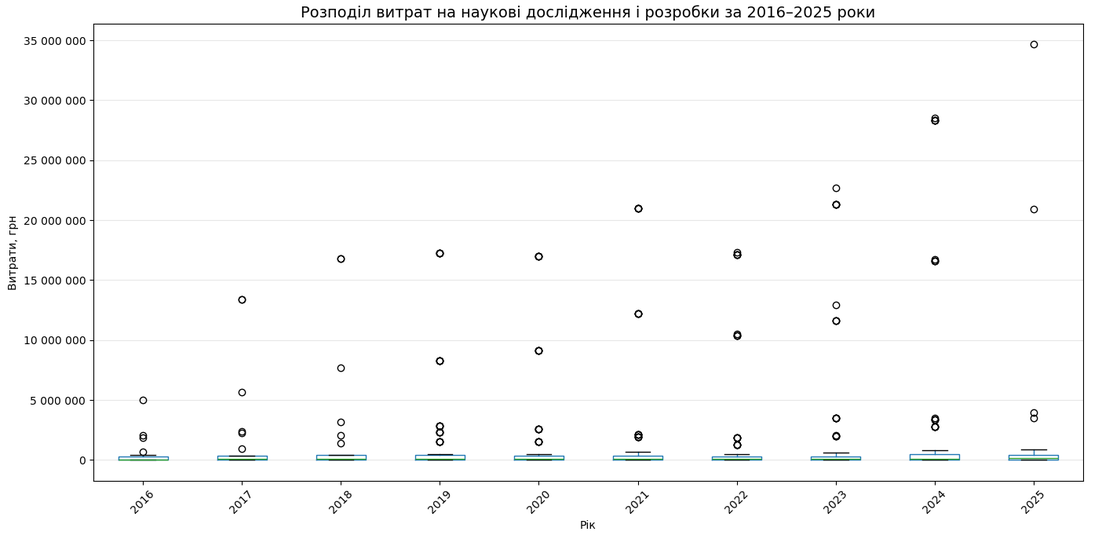 Розподіл витрат на наукові дослідження і розробки за 2016–2025 роки
Витрати, грн
35 000 000
30 000 000
25 000 000
20 000 000
15 000 000
10 000 000
5 000 000
0
2016
2017
2018
2019
2020
2021
2022
2023
2024
2025
Рік